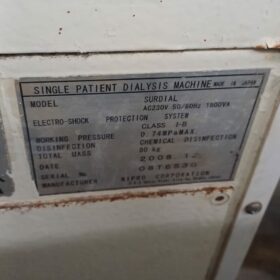 SINGLE PATIENT DIALYSIS MACHINE MADE IN JAPAN
MODEL SURDIAL
AC230V 50/60Hz 1800VA
ELECTRO-SHOCK PROTECTION SYSTEM
CLASS I-B
WORKING PRESSURE 0.74MPaMAX
DISINFECTION CHEMICAL DISINFECTION
TOTAL MASS 80 kg
DATE 2008.12
SERIAL No
MANUFACTURER NIPRO CORPORATION